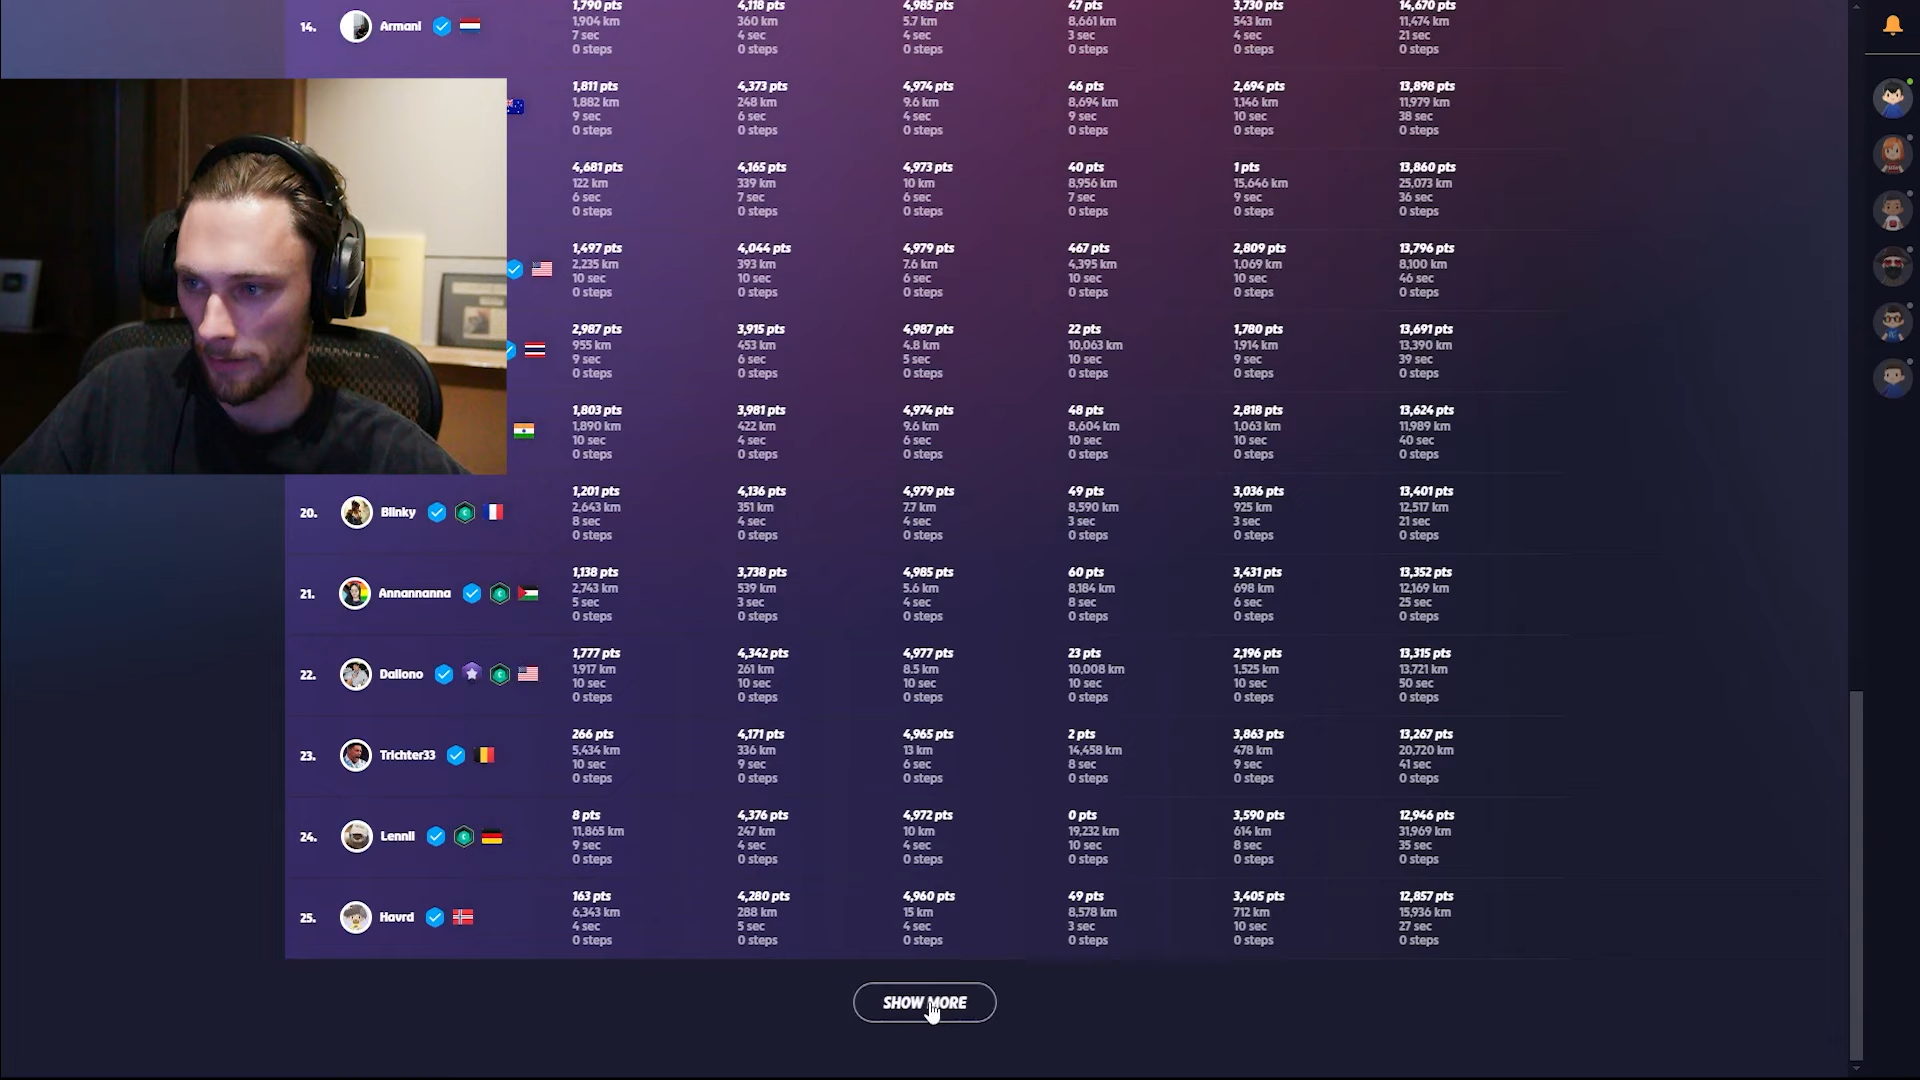 1,790 pts 4,118 pts 4,985 pts 47 pts 3,730 pts 14,670 pts
14. Armani 1,904 km 360 km 5.7 km 8,661 km 543 km 11,474 km
7 sec 4 sec 4 sec 3 sec 4 sec 21 sec
0 steps 0 steps 0 steps 0 steps 0 steps 0 steps
1,811 pts 4,373 pts 4,974 pts 46 pts 2,694 pts 13,898 pts
1,882 km 248 km 9.6 km 8,694 km 1,146 km 11,979 km
9 sec 6 sec 4 sec 9 sec 10 sec 38 sec
0 steps 0 steps 0 steps 0 steps 0 steps 0 steps
4,681 pts 4,165 pts 4,973 pts 40 pts 1 pts 13,860 pts
122 km 339 km 10 km 8,956 km 15,646 km 25,073 km
6 sec 7 sec 6 sec 7 sec 9 sec 36 sec
0 steps 0 steps 0 steps 0 steps 0 steps 0 steps
1,497 pts 4,044 pts 4,979 pts 467 pts 2,809 pts 13,796 pts
2,235 km 393 km 7.6 km 4,395 km 1,069 km 8,100 km
10 sec 10 sec 6 sec 10 sec 10 sec 46 sec
0 steps 0 steps 0 steps 0 steps 0 steps 0 steps
2,987 pts 3,915 pts 4,987 pts 22 pts 1,780 pts 13,691 pts
955 km 453 km 4.8 km 10,063 km 1,914 km 13,390 km
9 sec 6 sec 5 sec 10 sec 9 sec 39 sec
0 steps 0 steps 0 steps 0 steps 0 steps 0 steps
1,803 pts 3,981 pts 4,974 pts 48 pts 2,818 pts 13,624 pts
1,890 km 422 km 9.6 km 8,604 km 1,063 km 11,989 km
10 sec 4 sec 6 sec 10 sec 10 sec 40 sec
0 steps 0 steps 0 steps 0 steps 0 steps 0 steps
1,201 pts 4,136 pts 4,979 pts 49 pts 3,036 pts 13,401 pts
20. Blinky 2,643 km 351 km 7.7 km 8,590 km 925 km 12,517 km
8 sec 4 sec 4 sec 3 sec 3 sec 21 sec
0 steps 0 steps 0 steps 0 steps 0 steps 0 steps
1,138 pts 3,738 pts 4,985 pts 60 pts 3,431 pts 13,352 pts
21. Annannanna 2,743 km 539 km 5.6 km 8,184 km 698 km 12,169 km
5 sec 3 sec 4 sec 8 sec 6 sec 25 sec
0 steps 0 steps 0 steps 0 steps 0 steps 0 steps
1,777 pts 4,342 pts 4,977 pts 23 pts 2,196 pts 13,315 pts
22. Daliono 1,917 km 261 km 8.5 km 10,008 km 1,525 km 13,721 km
10 sec 10 sec 10 sec 10 sec 10 sec 50 sec
0 steps 0 steps 0 steps 0 steps 0 steps 0 steps
266 pts 4,171 pts 4,965 pts 2 pts 3,863 pts 13,267 pts
23. Trichter33 5,434 km 336 km 13 km 14,458 km 478 km 20,720 km
10 sec 9 sec 6 sec 8 sec 9 sec 41 sec
0 steps 0 steps 0 steps 0 steps 0 steps 0 steps
8 pts 4,376 pts 4,972 pts 0 pts 3,590 pts 12,946 pts
24. Lennil 11,865 km 247 km 10 km 19,232 km 614 km 31,969 km
9 sec 4 sec 4 sec 10 sec 8 sec 35 sec
0 steps 0 steps 0 steps 0 steps 0 steps 0 steps
163 pts 4,280 pts 4,960 pts 49 pts 3,405 pts 12,857 pts
25. Havrd 6,343 km 288 km 15 km 8,578 km 712 km 15,936 km
4 sec 5 sec 4 sec 3 sec 10 sec 27 sec
0 steps 0 steps 0 steps 0 steps 0 steps 0 steps
SHOW MORE